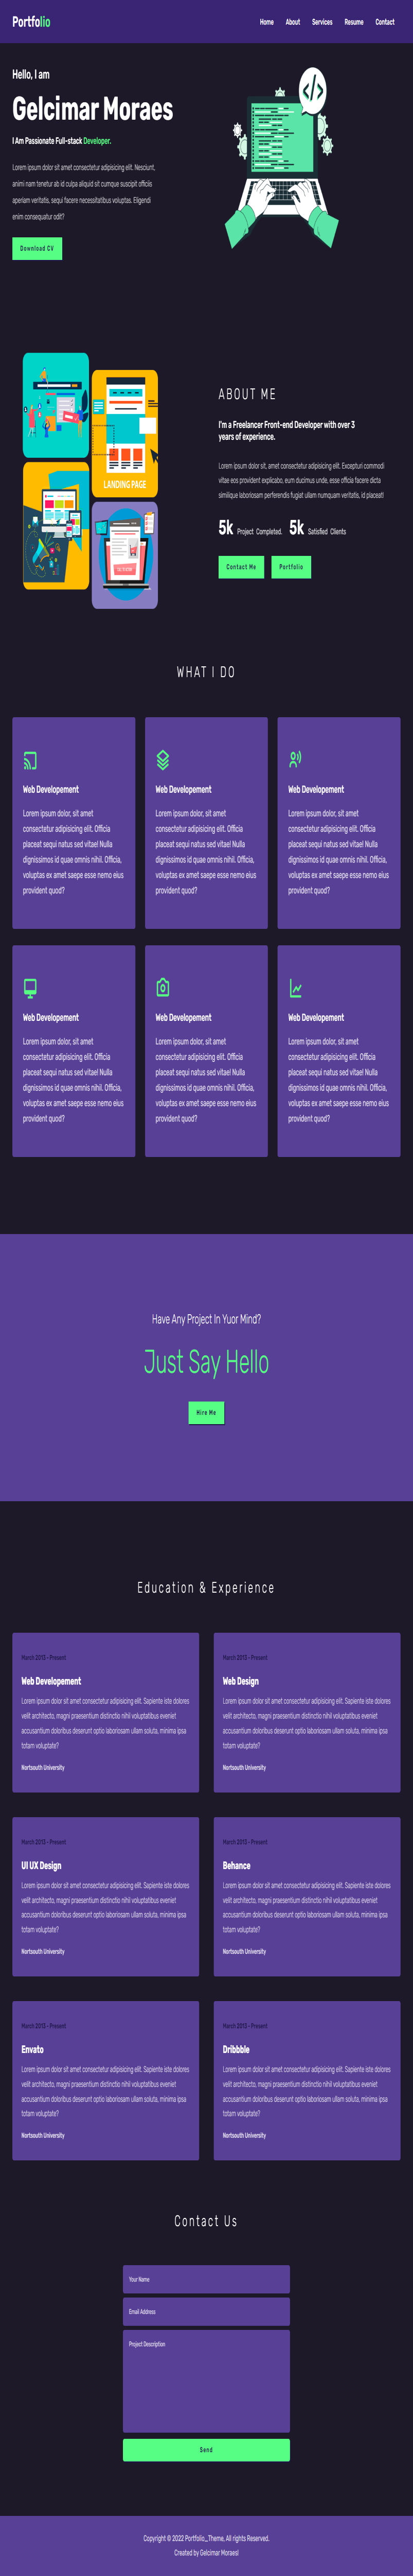 Portfolio
Home About Services Resume Contact
Hello, I am
Gelcimar Moraes
I Am Passionate Full-stack Developer.
Lorem ipsum dolor sit amet consectetur adipisicing elit. Nesciunt,
animi nam tenetur ab id culpa aliquid sit cumque suscipit officiis
aperiam veritatis, sequi facere necessitatibus voluptas. Eligendi
enim consequatur odit?
Download CV
LANDING PAGE
ABOUT ME
I'm a Freelancer Front-end Developer with over 3
years of experience.
Lorem ipsum dolor sit, amet consectetur adipisicing elit. Excepturi commodi
vitae eos provident explicabo, eum ducimus unde, esse officia facere dicta
similique laboriosam perferendis fugiat ullam numquam veritatis, id placeat!
5k Project Completed. 5k Satisfied Clients
Contact Me Portfolio
WHAT I DO
Web Developement
Lorem ipsum dolor, sit amet
consectetur adipisicing elit. Officia
placeat sequi natus sed vitae! Nulla
dignissimos id quae omnis nihil. Officia,
voluptas ex amet saepe esse nemo eius
provident quod?
Web Developement
Lorem ipsum dolor, sit amet
consectetur adipisicing elit. Officia
placeat sequi natus sed vitae! Nulla
dignissimos id quae omnis nihil. Officia,
voluptas ex amet saepe esse nemo eius
provident quod?
Web Developement
Lorem ipsum dolor, sit amet
consectetur adipisicing elit. Officia
placeat sequi natus sed vitae! Nulla
dignissimos id quae omnis nihil. Officia,
voluptas ex amet saepe esse nemo eius
provident quod?
Web Developement
Lorem ipsum dolor, sit amet
consectetur adipisicing elit. Officia
placeat sequi natus sed vitae! Nulla
dignissimos id quae omnis nihil. Officia,
voluptas ex amet saepe esse nemo eius
provident quod?
Web Developement
Lorem ipsum dolor, sit amet
consectetur adipisicing elit. Officia
placeat sequi natus sed vitae! Nulla
dignissimos id quae omnis nihil. Officia,
voluptas ex amet saepe esse nemo eius
provident quod?
Web Developement
Lorem ipsum dolor, sit amet
consectetur adipisicing elit. Officia
placeat sequi natus sed vitae! Nulla
dignissimos id quae omnis nihil. Officia,
voluptas ex amet saepe esse nemo eius
provident quod?
Have Any Project In Yuor Mind?
Just Say Hello
Hire Me
Education & Experience
March 2013 - Present
Web Developement
Lorem ipsum dolor sit amet consectetur adipisicing elit. Sapiente iste dolores
velit architecto, magni praesentium distinctio nihil voluptatibus eveniet
accusantium doloribus deserunt optio laboriosam ullam soluta, minima ipsa
totam voluptate?
Nortsouth University
March 2013 - Present
Web Design
Lorem ipsum dolor sit amet consectetur adipisicing elit. Sapiente iste dolores
velit architecto, magni praesentium distinctio nihil voluptatibus eveniet
accusantium doloribus deserunt optio laboriosam ullam soluta, minima ipsa
totam voluptate?
Nortsouth University
March 2013 - Present
UI UX Design
Lorem ipsum dolor sit amet consectetur adipisicing elit. Sapiente iste dolores
velit architecto, magni praesentium distinctio nihil voluptatibus eveniet
accusantium doloribus deserunt optio laboriosam ullam soluta, minima ipsa
totam voluptate?
Nortsouth University
March 2013 - Present
Behance
Lorem ipsum dolor sit amet consectetur adipisicing elit. Sapiente iste dolores
velit architecto, magni praesentium distinctio nihil voluptatibus eveniet
accusantium doloribus deserunt optio laboriosam ullam soluta, minima ipsa
totam voluptate?
Nortsouth University
March 2013 - Present
Envato
Lorem ipsum dolor sit amet consectetur adipisicing elit. Sapiente iste dolores
velit architecto, magni praesentium distinctio nihil voluptatibus eveniet
accusantium doloribus deserunt optio laboriosam ullam soluta, minima ipsa
totam voluptate?
Nortsouth University
March 2013 - Present
Dribbble
Lorem ipsum dolor sit amet consectetur adipisicing elit. Sapiente iste dolores
velit architecto, magni praesentium distinctio nihil voluptatibus eveniet
accusantium doloribus deserunt optio laboriosam ullam soluta, minima ipsa
totam voluptate?
Nortsouth University
Contact Us
Your Name
Email Address
Project Description
Send
Copyright © 2022 Portfolio_Theme, All rights Reserved.
Created by Gelcimar Moraes!